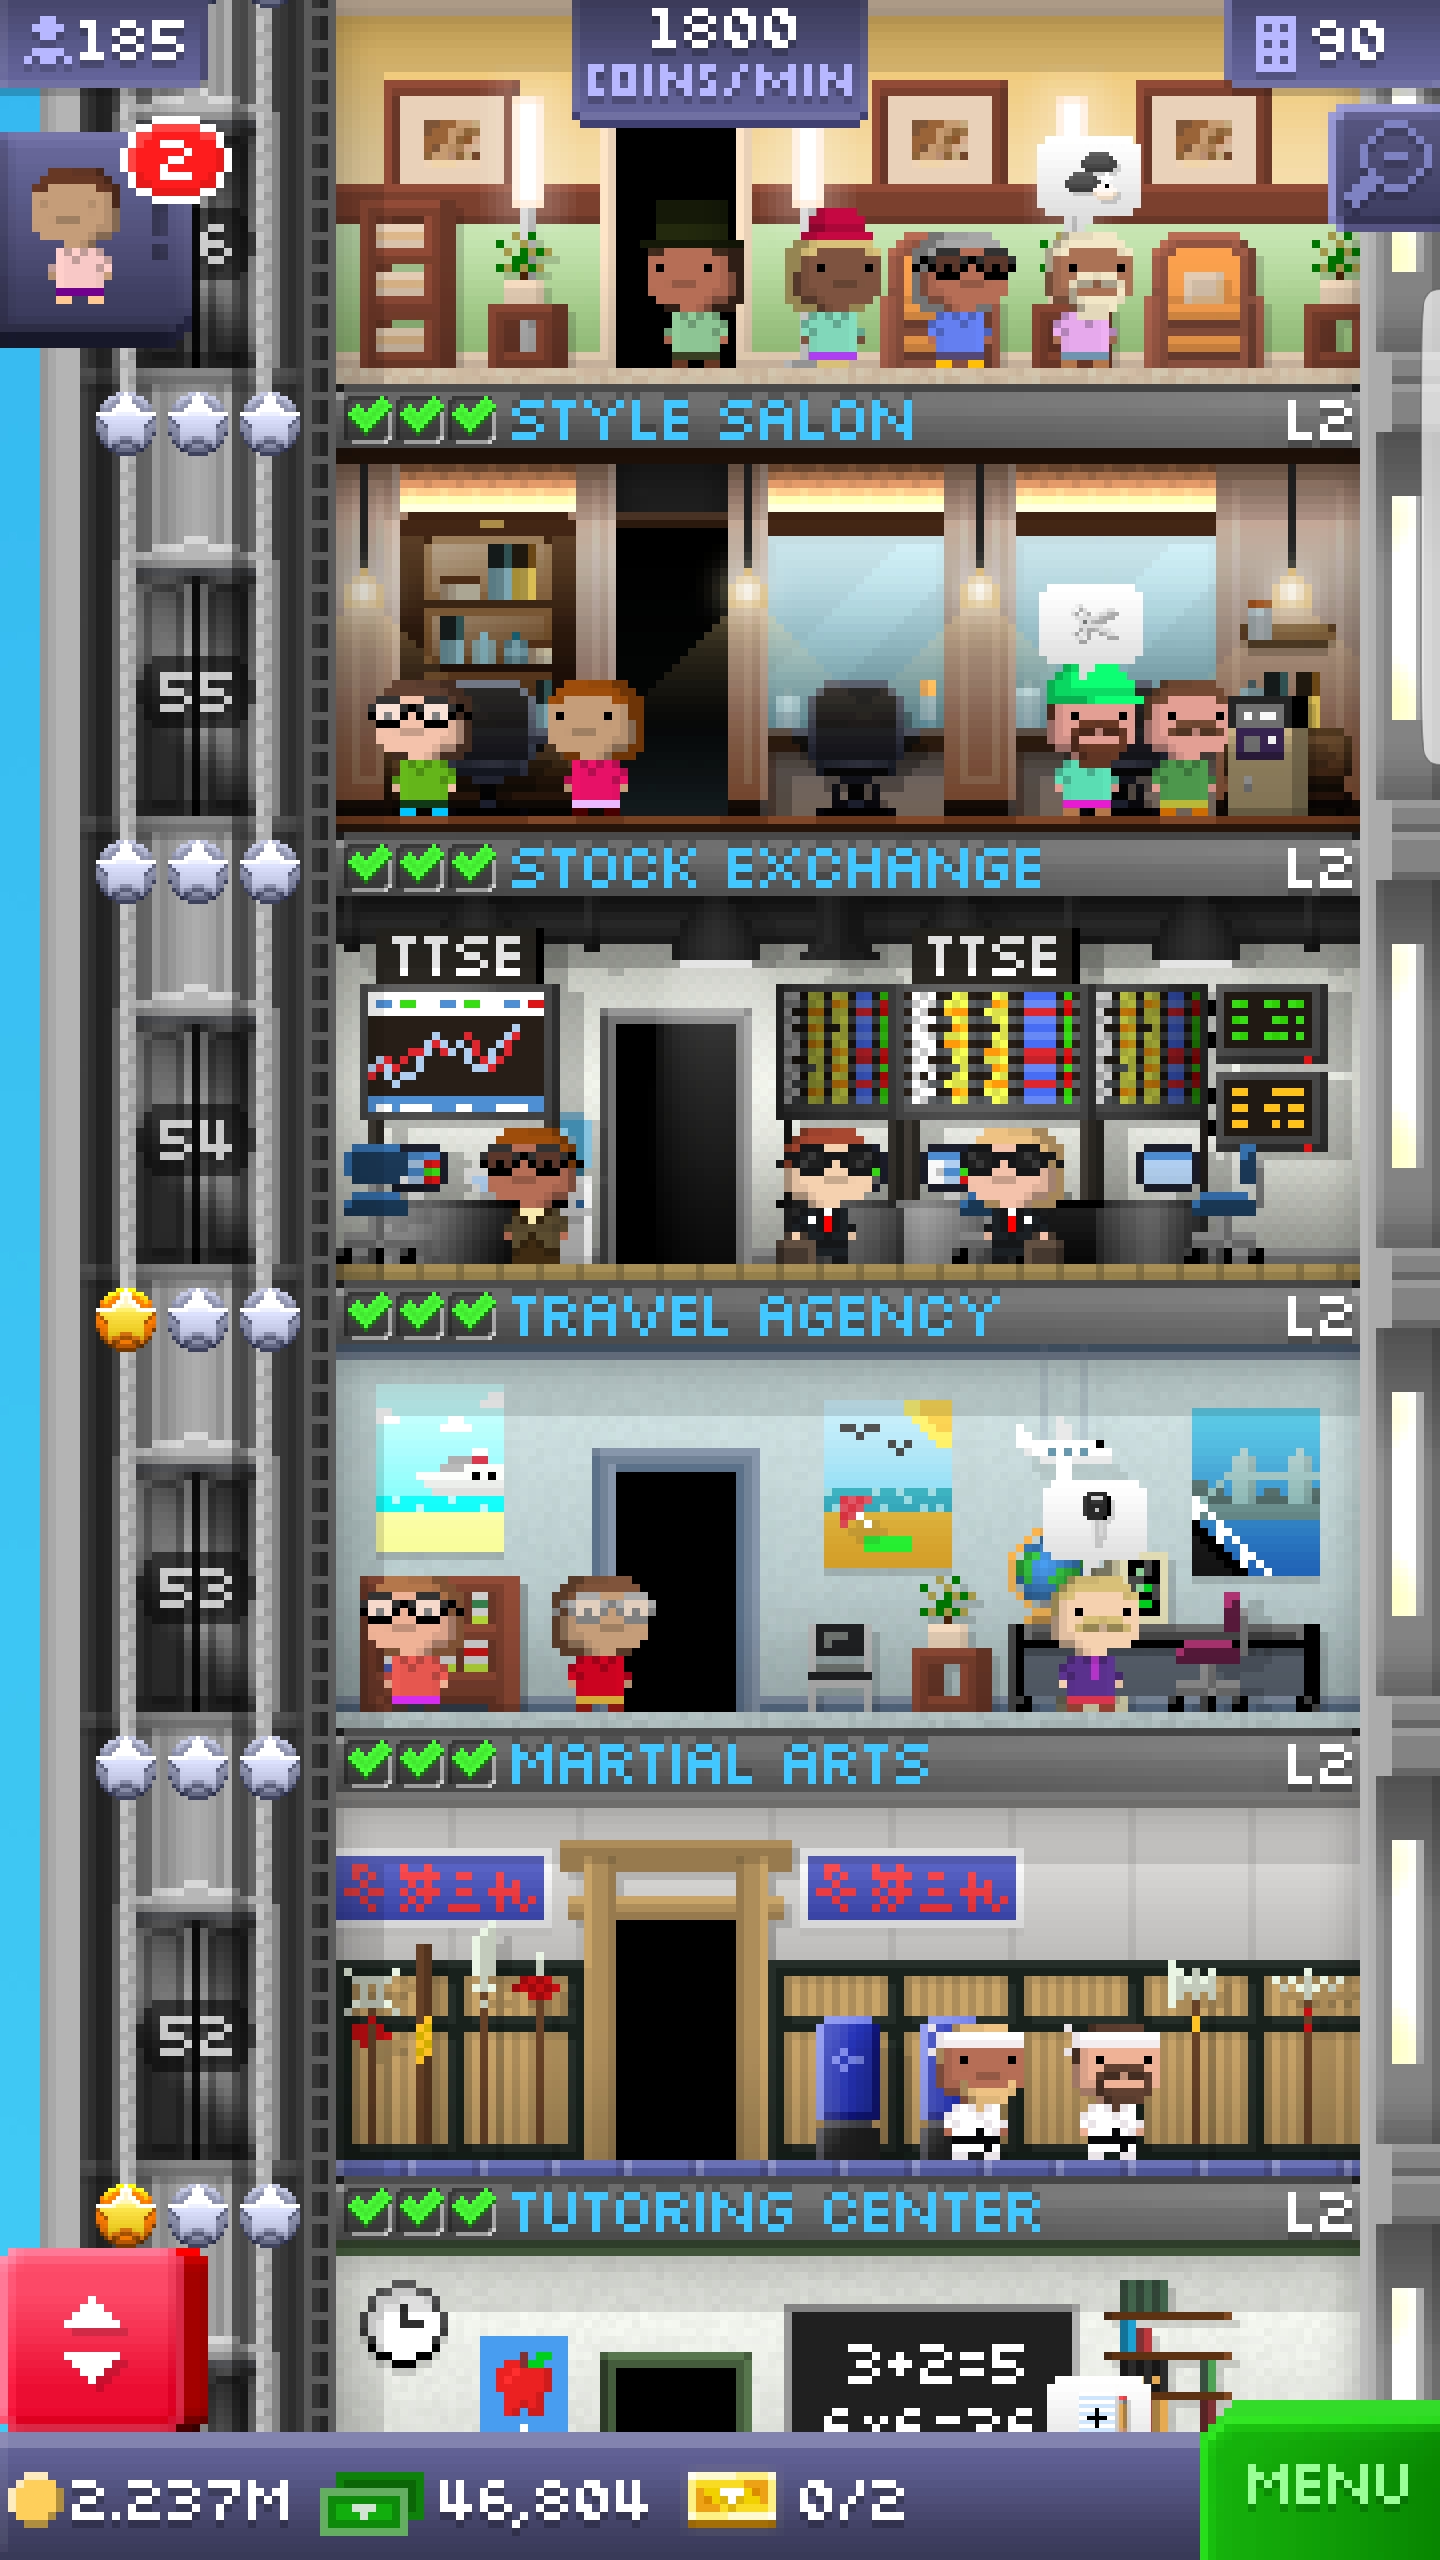 185
1800
COINS/MIN
90
2
STYLE SALON L2
55
STOCK EXCHANGE L2
TTSE TTSE
54
TRAVEL AGENCY L2
53
MARTIAL ARTS L2
52
TUTORING CENTER L2
3+2=5
2.237M 46,804 0/2
MENU